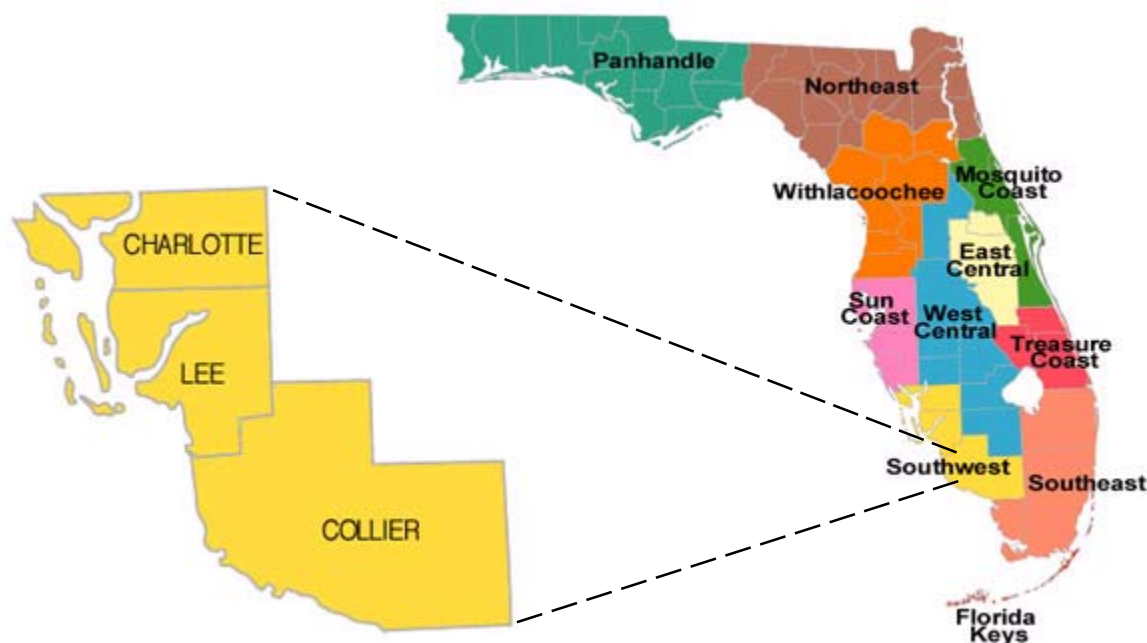 Panhandle
Northeast
Mosquito
Coast
Withlacoochee
East
Central
Sun
Coast
West
Central
Treasure
Coast
Southwest
Southeast
Florida
Keys
CHARLOTTE
LEE
COLLIER